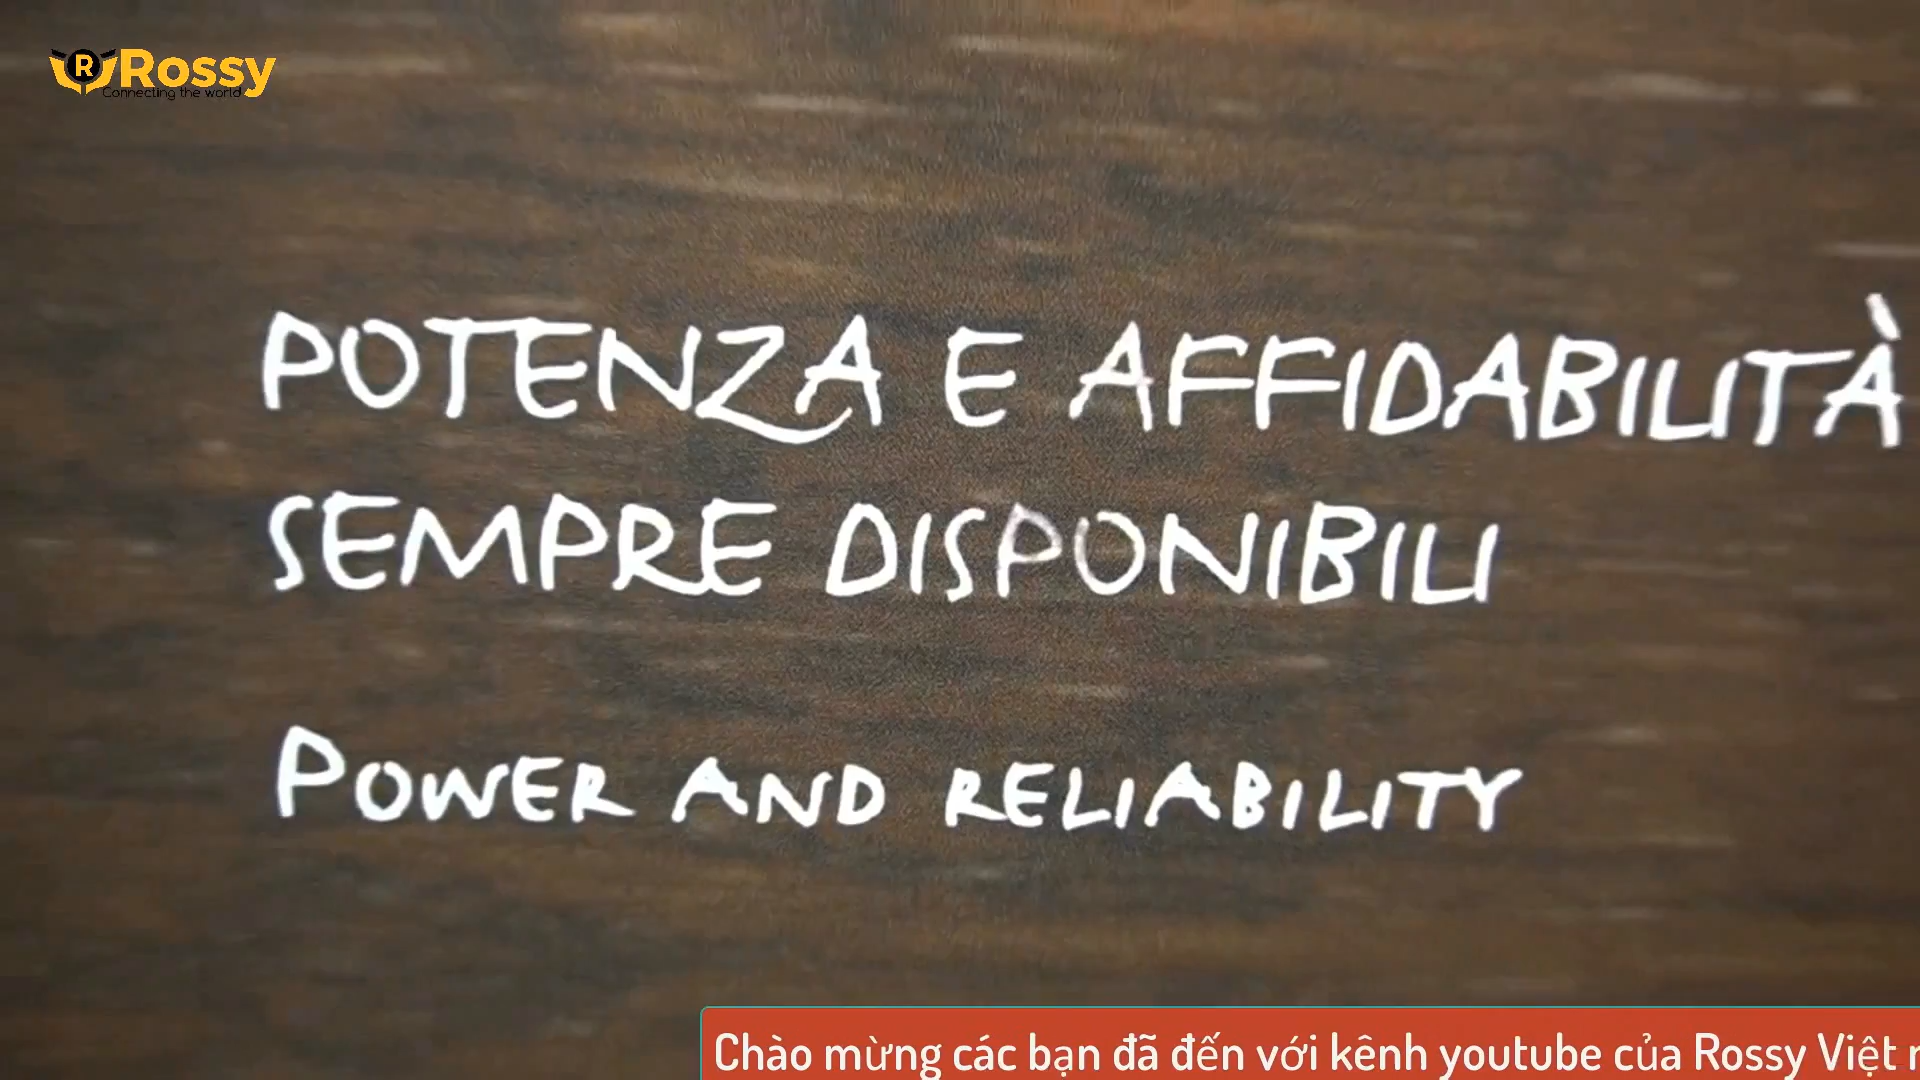 R Rossy
Connecting the world
POTENZA E AFFIDABILITÀ
SEMPRE DISPONIBILI
POWER AND RELIABILITY
Chào mừng các bạn đã đến với kênh youtube của Rossy Việt